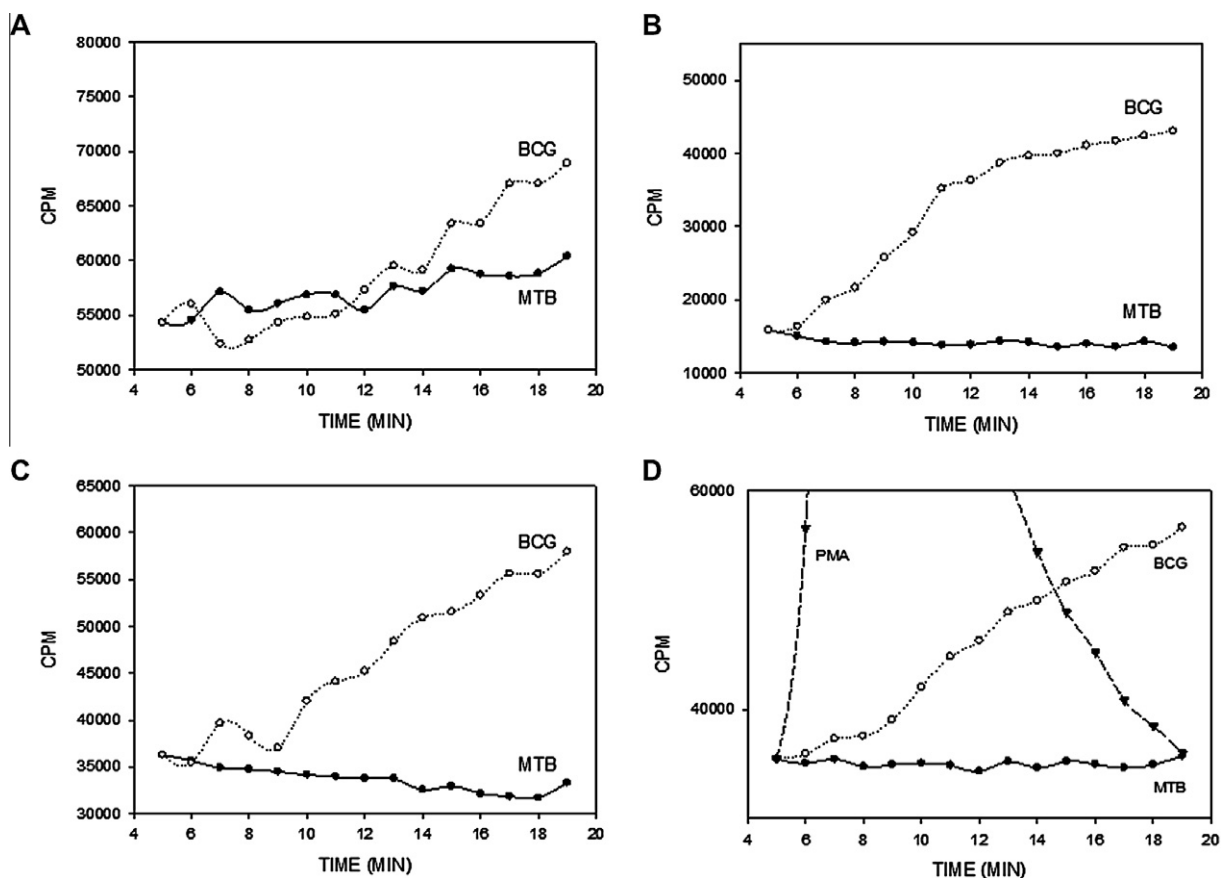 A
80000
75000
70000
65000
60000
55000
50000
CPM
BCG
MTB
4 6 8 10 12 14 16 18 20
TIME (MIN)
B
50000
40000
30000
20000
10000
CPM
BCG
MTB
4 6 8 10 12 14 16 18 20
TIME (MIN)
C
65000
60000
55000
50000
45000
40000
35000
30000
CPM
BCG
MTB
4 6 8 10 12 14 16 18 20
TIME (MIN)
D
60000
40000
CPM
PMA
BCG
MTB
4 6 8 10 12 14 16 18 20
TIME (MIN)